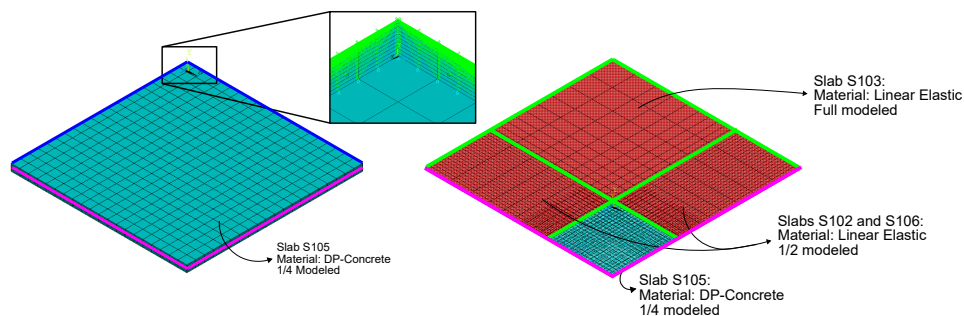 Slab S105
Material: DP-Concrete
1/4 Modeled
Slab S103:
Material: Linear Elastic
Full modeled
Slabs S102 and S106:
Material: Linear Elastic
1/2 modeled
Slab S105:
Material: DP-Concrete
1/4 modeled